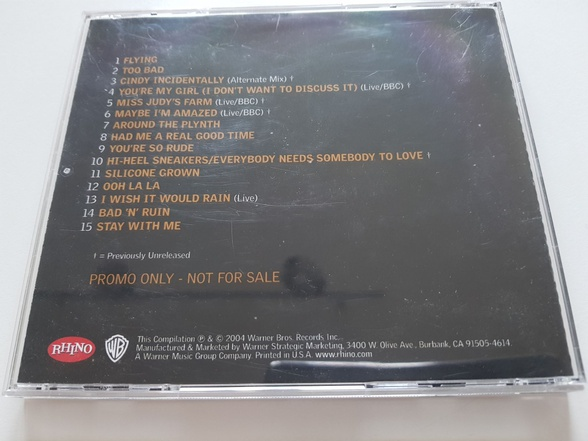 1 FLYING
2 TOO BAD
3 CINDY INCIDENTALLY (Alternate Mix) †
4 YOU'RE MY GIRL (I DON'T WANT TO DISCUSS IT) (Live/BBC) †
5 MISS JUDY'S FARM (Live/BBC) †
6 MAYBE I'M AMAZED (Live/BBC) †
7 AROUND THE PLYNTH
8 HAD ME A REAL GOOD TIME
9 YOU'RE SO RUDE
10 HI-HEEL SNEAKERS/EVERYBODY NEEDS SOMEBODY TO LOVE †
11 SILICONE GROWN
12 OOH LA LA
13 I WISH IT WOULD RAIN (Live)
14 BAD 'N' RUIN
15 STAY WITH ME
† = Previously Unreleased
PROMO ONLY - NOT FOR SALE
RHINO
WB
This Compilation ℗ & © 2004 Warner Bros. Records Inc.
Manufactured & Marketed by Warner Strategic Marketing, 3400 W. Olive Ave., Burbank, CA 91505-4614.
A Warner Music Group Company. Printed in U.S.A. www.rhino.com